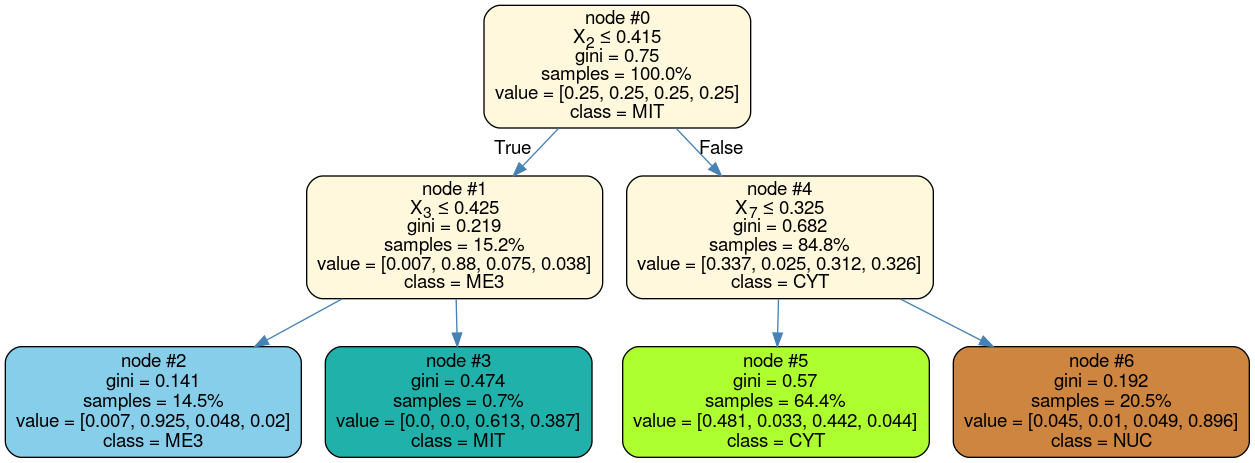 node #0
X2 ≤ 0.415
gini = 0.75
samples = 100.0%
value = [0.25, 0.25, 0.25, 0.25]
class = MIT
True
False
node #1
X3 ≤ 0.425
gini = 0.219
samples = 15.2%
value = [0.007, 0.88, 0.075, 0.038]
class = ME3
node #4
X7 ≤ 0.325
gini = 0.682
samples = 84.8%
value = [0.337, 0.025, 0.312, 0.326]
class = CYT
node #2
gini = 0.141
samples = 14.5%
value = [0.007, 0.925, 0.048, 0.02]
class = ME3
node #3
gini = 0.474
samples = 0.7%
value = [0.0, 0.0, 0.613, 0.387]
class = MIT
node #5
gini = 0.57
samples = 64.4%
value = [0.481, 0.033, 0.442, 0.044]
class = CYT
node #6
gini = 0.192
samples = 20.5%
value = [0.045, 0.01, 0.049, 0.896]
class = NUC